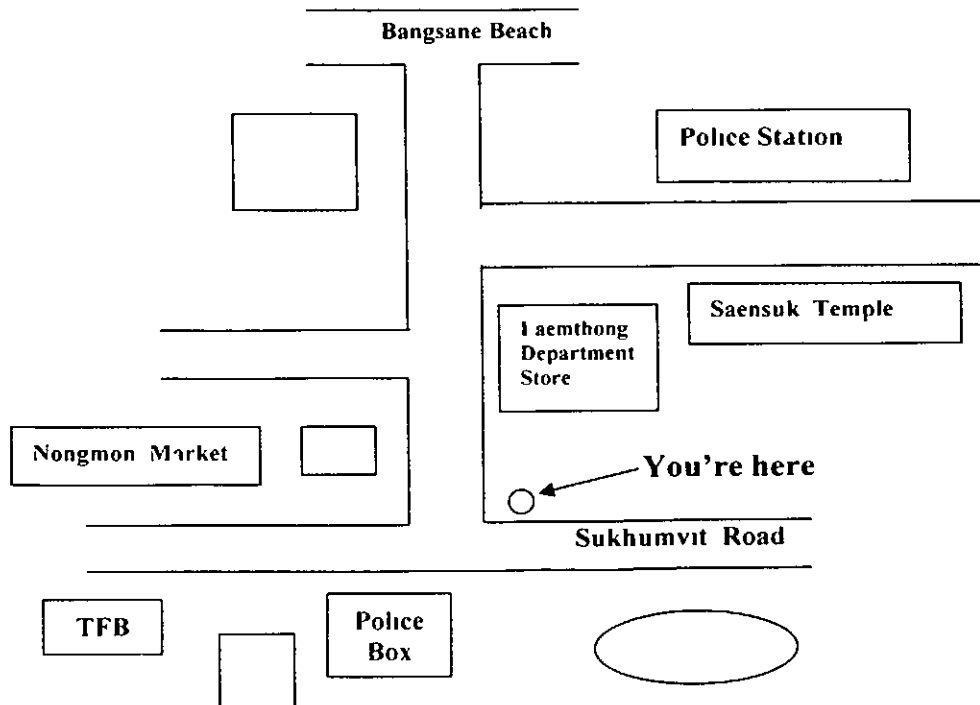 Bangsane Beach
Police Station
Saensuk Temple
Laemthong
Department
Store
Nongmon Market
You're here
Sukhumvit Road
TFB
Police
Box